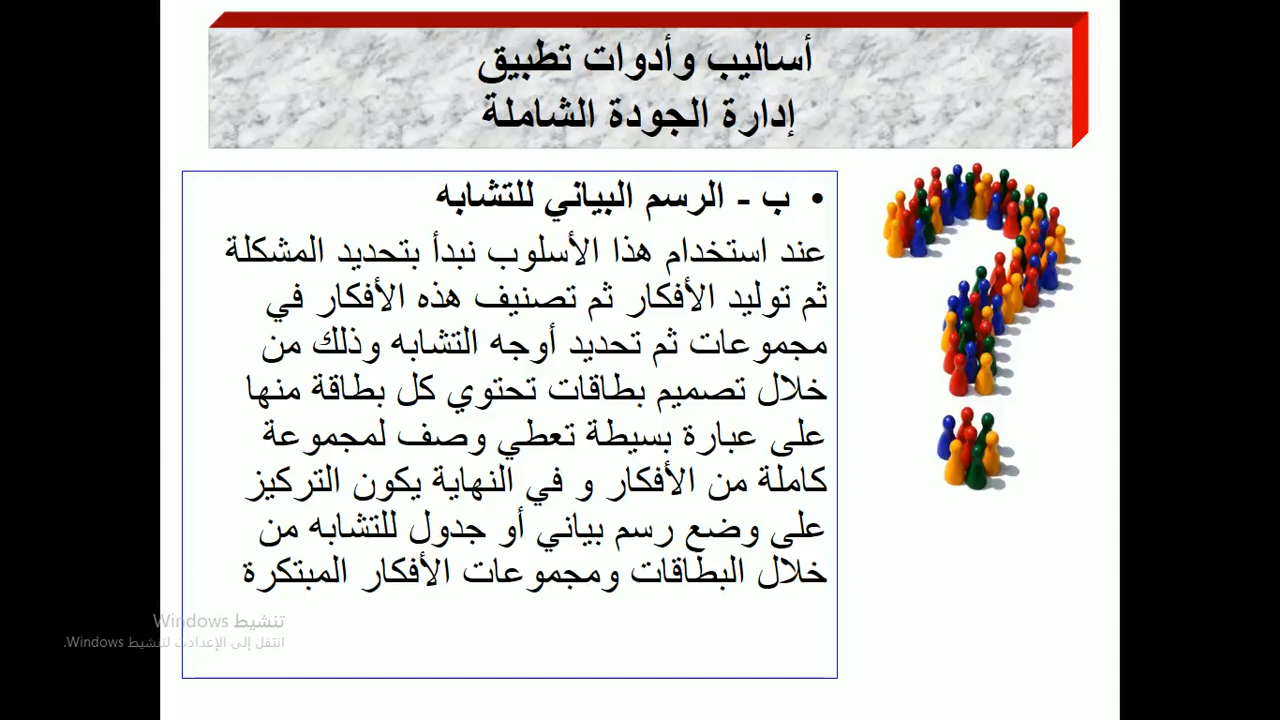 أساليب وأدوات تطبيق
إدارة الجودة الشاملة
• ب - الرسم البياني للتشابه
عند استخدام هذا الأسلوب نبدأ بتحديد المشكلة
ثم توليد الأفكار ثم تصنيف هذه الأفكار في
مجموعات ثم تحديد أوجه التشابه وذلك من
خلال تصميم بطاقات تحتوي كل بطاقة منها
على عبارة بسيطة تعطي وصف لمجموعة
كاملة من الأفكار و في النهاية يكون التركيز
على وضع رسم بياني أو جدول للتشابه من
خلال البطاقات ومجموعات الأفكار المبتكرة
تنشيط Windows
انتقل إلى الإعدادات لتنشيط Windows.